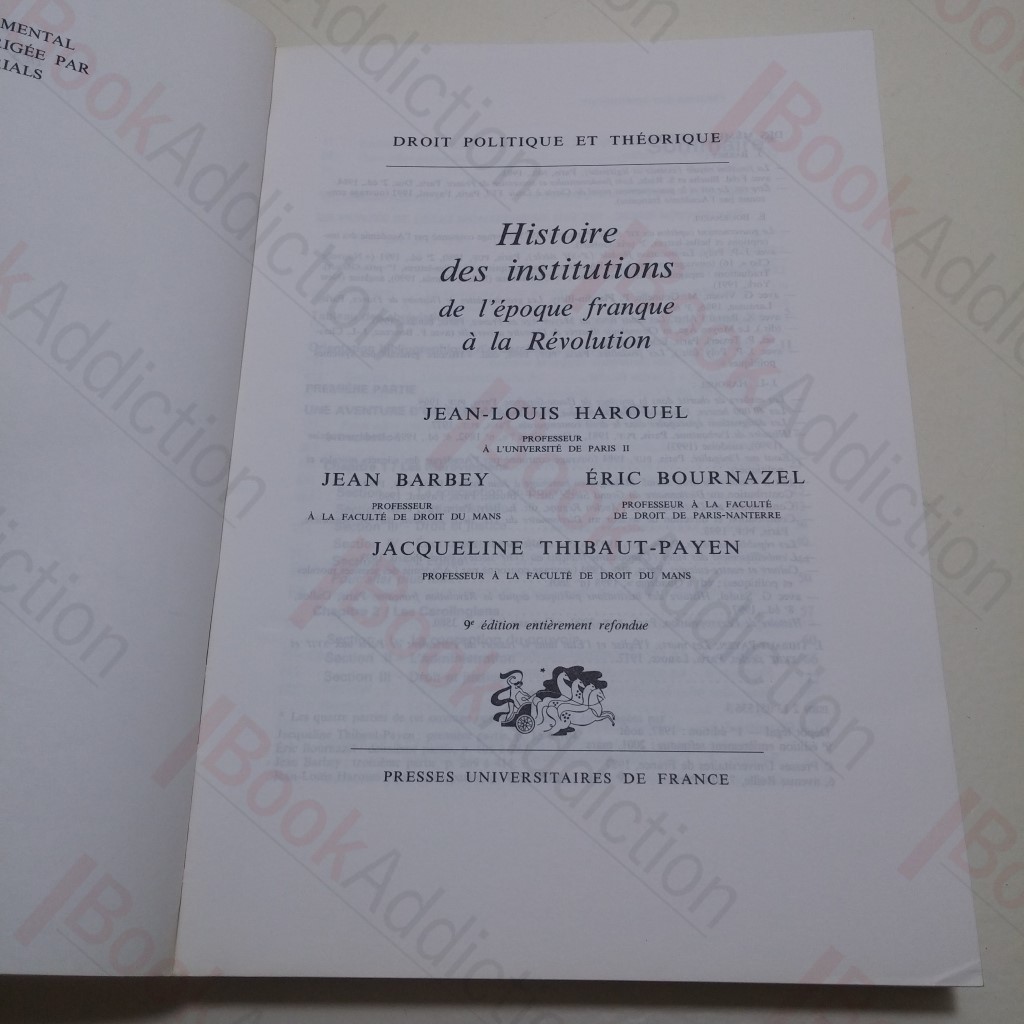 MENTAL
IGÉE PAR
IALS
DROIT POLITIQUE ET THÉORIQUE
Histoire
des institutions
de l'époque franque
à la Révolution
JEAN-LOUIS HAROUEL
PROFESSEUR
À L'UNIVERSITÉ DE PARIS II
JEAN BARBEY
PROFESSEUR
À LA FACULTÉ DE DROIT DU MANS
ÉRIC BOURNAZEL
PROFESSEUR À LA FACULTÉ
DE DROIT DE PARIS-NANTERRE
JACQUELINE THIBAUT-PAYEN
PROFESSEUR À LA FACULTÉ DE DROIT DU MANS
9e édition entièrement refondue
PRESSES UNIVERSITAIRES DE FRANCE
BookAddiction